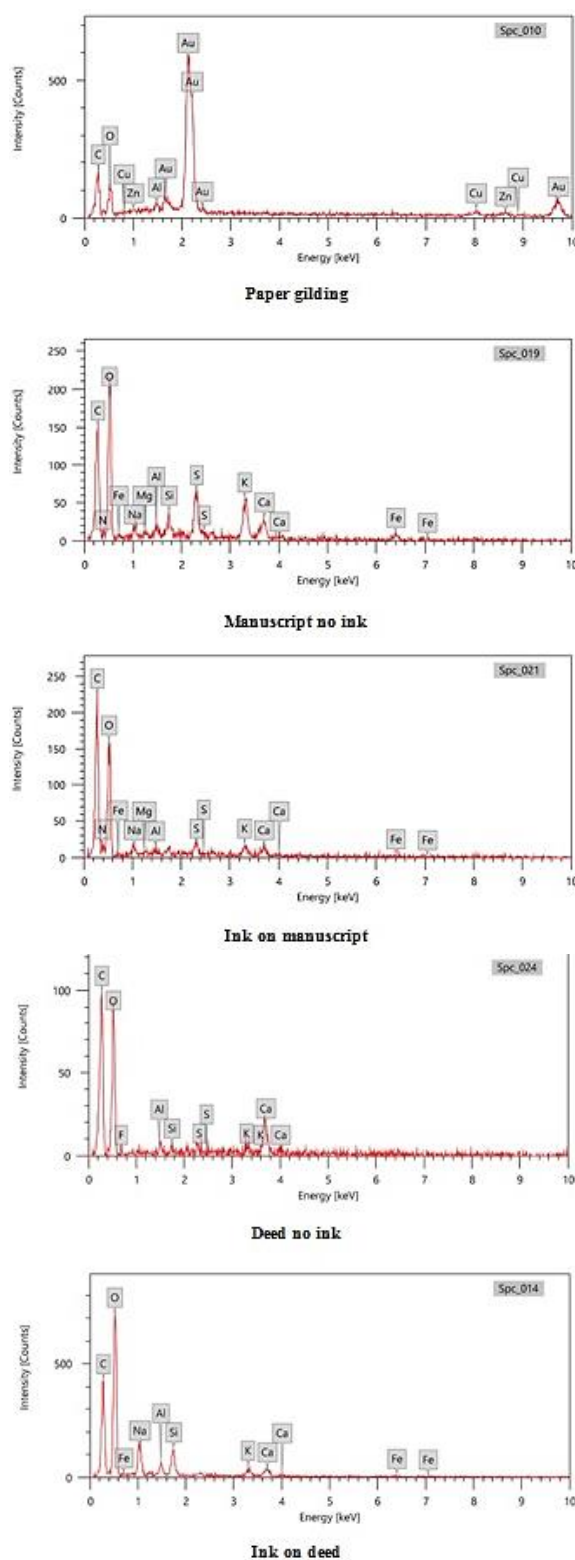 Spc_010
Au
Au
O
C
Cu
Zn
Al
Au
Au
Cu
Zn
Au
500
0
Intensity [Counts]
0 1 2 3 4 5 6 7 8 9 10
Energy [keV]
Paper gilding
Spc_019
O
C
N
Fe
Na
Mg
Al
Si
S
S
K
Ca
Ca
Fe
Fe
250
200
150
100
50
0
Intensity [Counts]
0 1 2 3 4 5 6 7 8 9 10
Energy [keV]
Manuscript no ink
Spc_021
C
O
N
Fe
Na
Mg
Al
S
S
K
Ca
Ca
Fe
Fe
250
200
150
100
50
0
Intensity [Counts]
0 1 2 3 4 5 6 7 8 9 10
Energy [keV]
Ink on manuscript
Spc_024
C
O
F
Al
Si
S
S
K
K
Ca
Ca
100
50
0
Intensity [Counts]
0 1 2 3 4 5 6 7 8 9 10
Energy [keV]
Deed no ink
Spc_014
O
C
Fe
Na
Al
Si
K
Ca
Ca
Fe
Fe
500
0
Intensity [Counts]
0 1 2 3 4 5 6 7 8 9 10
Energy [keV]
Ink on deed